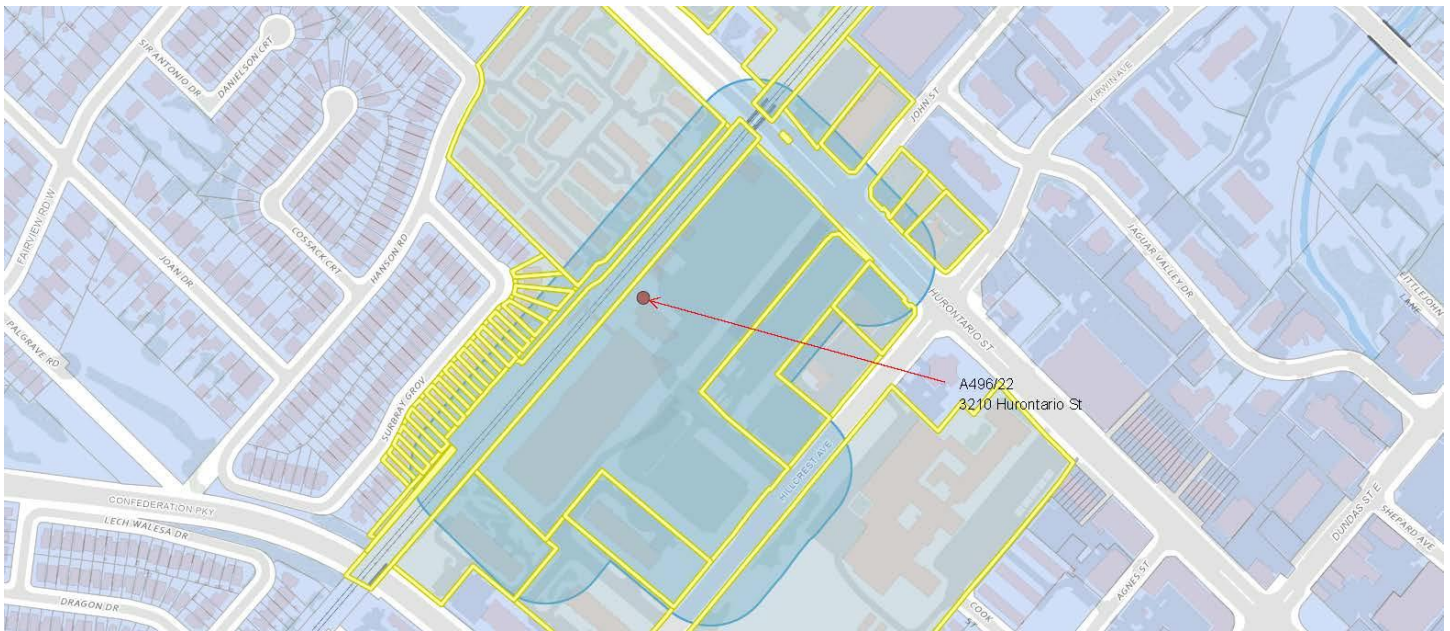 SIR ANTONIO DR
DANIELSON CRT
FAIRVIEW RD W
JOAN DR
COSSACK CRT
HANSON RD
PALGRAVE RD
SURBRAY GROV
CONFEDERATION PKY
LECH WALESA DR
DRAGON DR
JOHN ST
KIRWIN AVE
JAGUAR VALLEY DR
LITTLEJOHN
LANE
HURONTARIO ST
A496/22
3210 Hurontario St
HILLCREST AVE
DUNDAS ST E
SHEPARD AVE
AGNES ST
COOK
ST